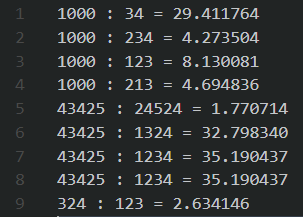 1 1000 : 34 = 29.411764
2 1000 : 234 = 4.273504
3 1000 : 123 = 8.130081
4 1000 : 213 = 4.694836
5 43425 : 24524 = 1.770714
6 43425 : 1324 = 32.798340
7 43425 : 1234 = 35.190437
8 43425 : 1234 = 35.190437
9 324 : 123 = 2.634146